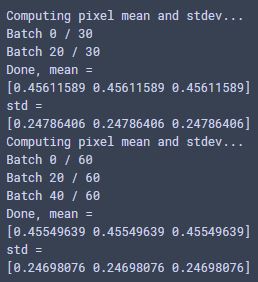 Computing pixel mean and stdev...
Batch 0 / 30
Batch 20 / 30
Done, mean =
[0.45611589 0.45611589 0.45611589]
std =
[0.24786406 0.24786406 0.24786406]
Computing pixel mean and stdev...
Batch 0 / 60
Batch 20 / 60
Batch 40 / 60
Done, mean =
[0.45549639 0.45549639 0.45549639]
std =
[0.24698076 0.24698076 0.24698076]